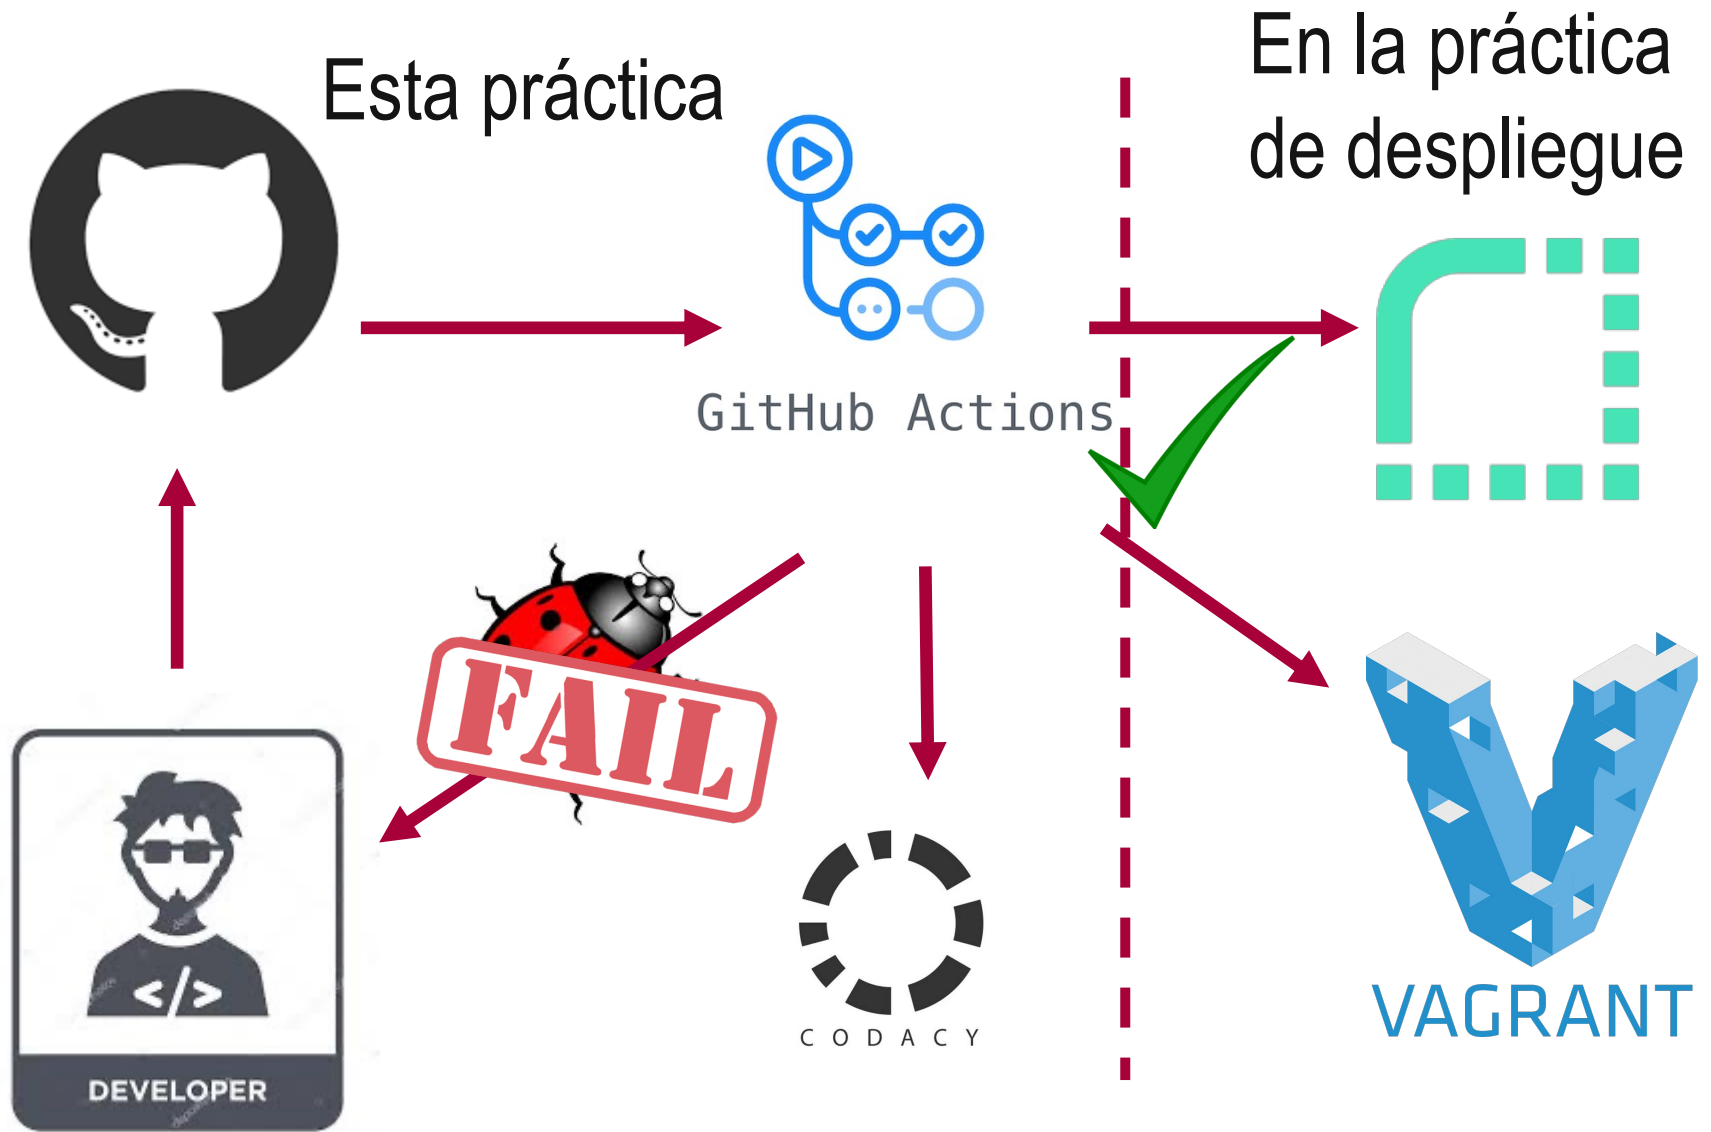 Esta práctica
En la práctica
de despliegue
GitHub Actions
FAIL
</>
DEVELOPER
CODACY
VAGRANT